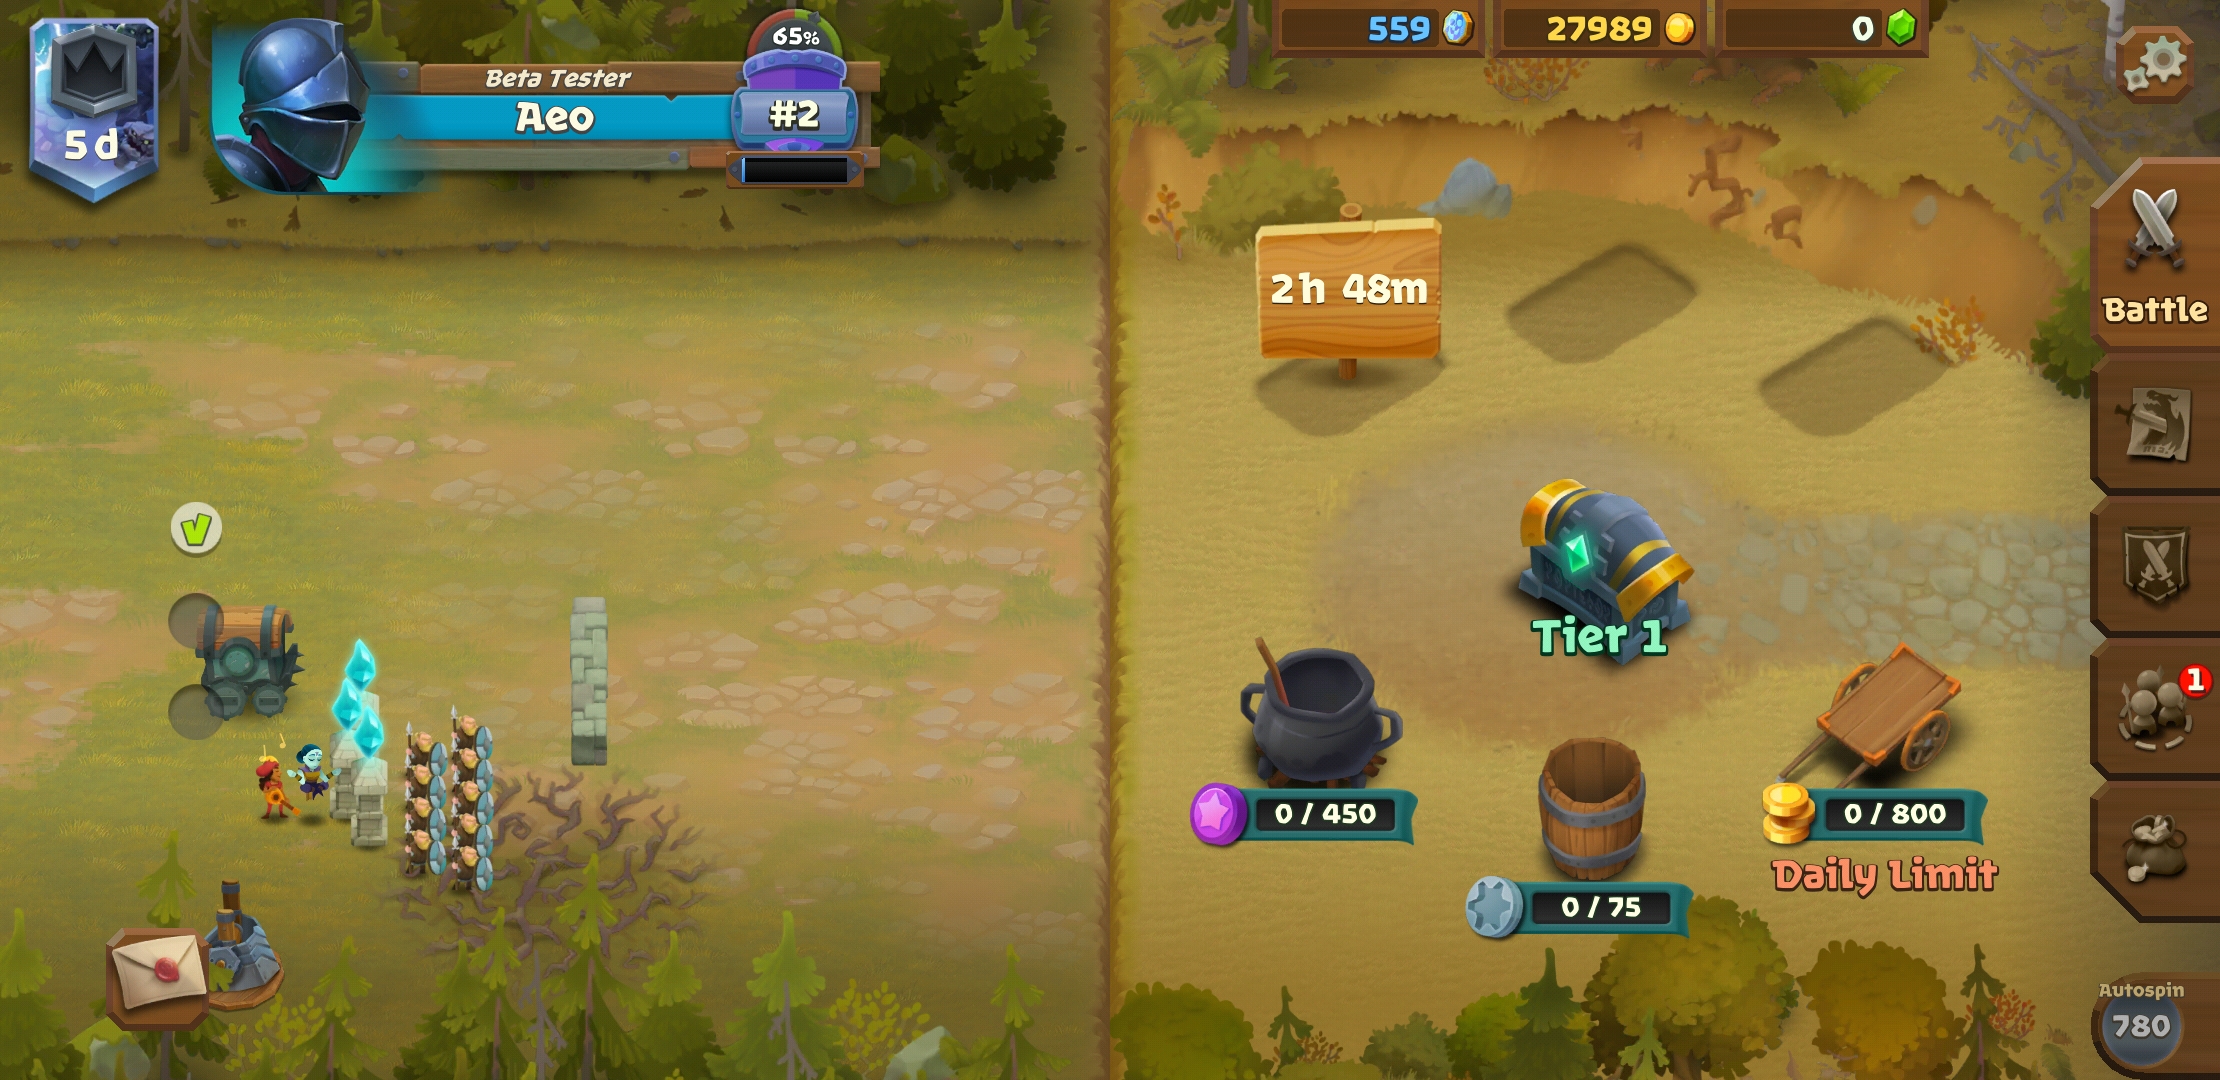 5d
Beta Tester
Aeo
65%
#2
559
27989
0
2h 48m
Battle
Tier 1
1
0 / 450
0 / 800
Daily Limit
0 / 75
Autospin
780